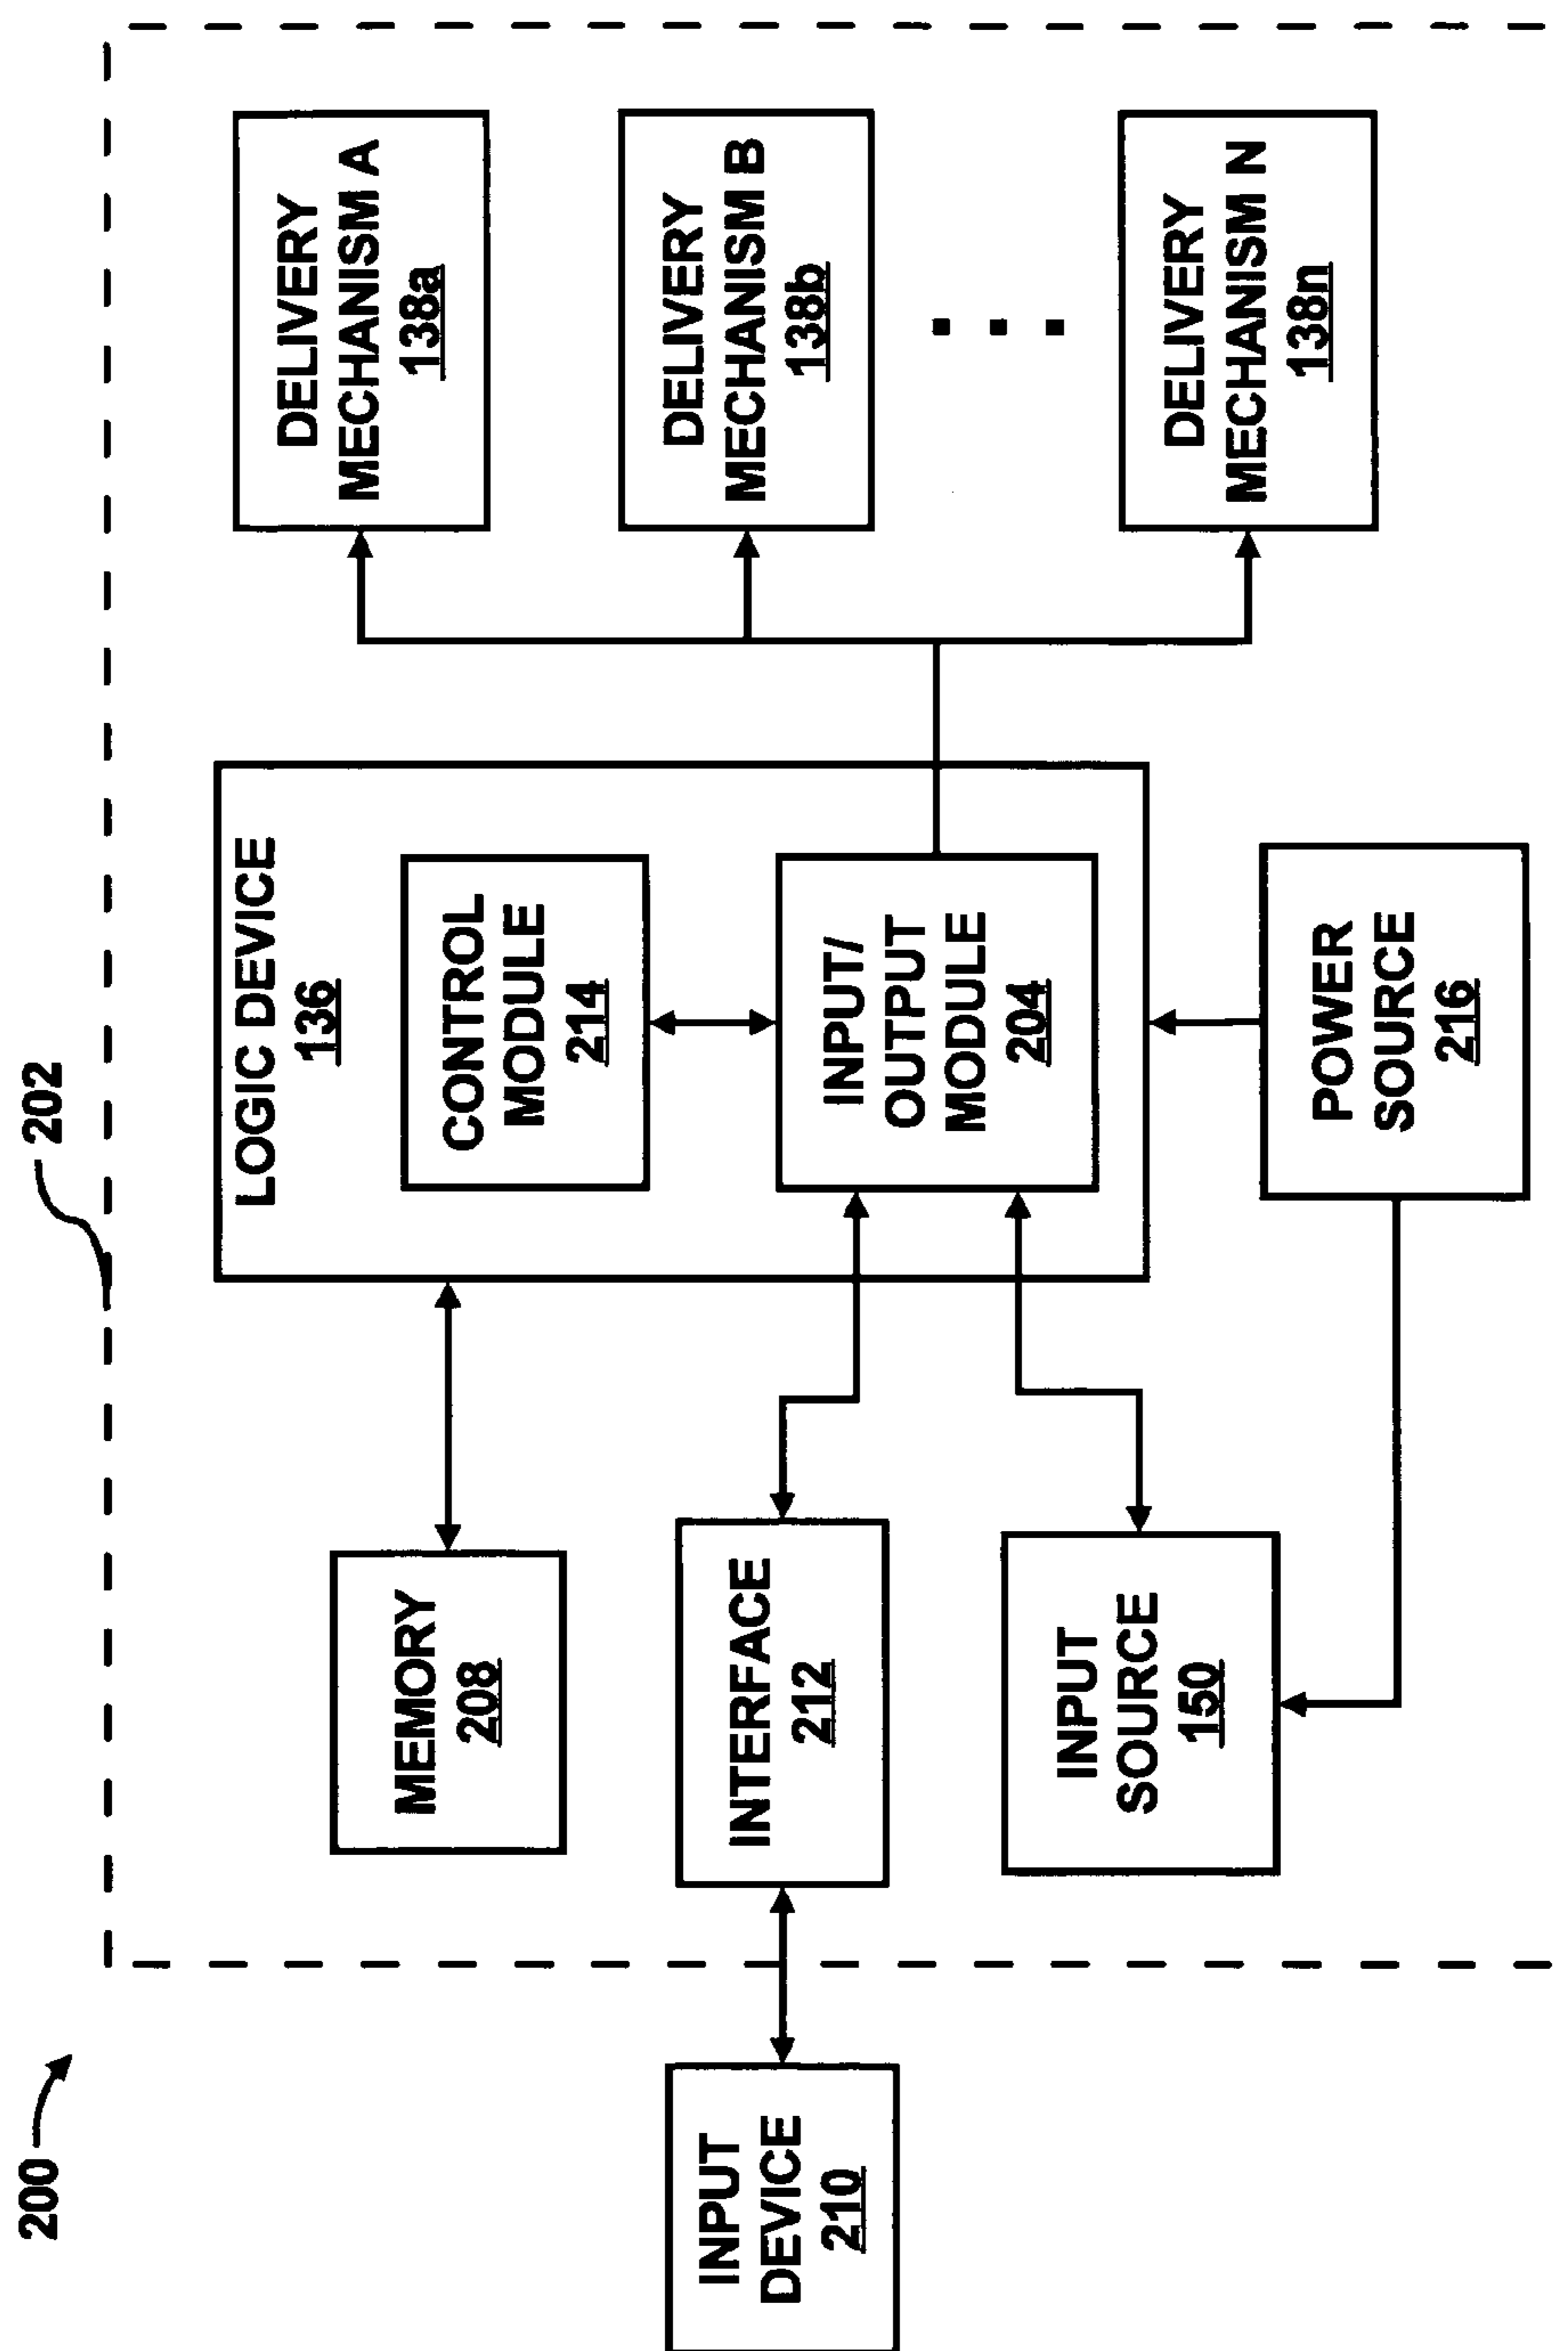 200
202
INPUT
DEVICE
210
MEMORY
208
INTERFACE
212
INPUT
SOURCE
150
LOGIC DEVICE
136
CONTROL
MODULE
214
INPUT/
OUTPUT
MODULE
204
POWER
SOURCE
216
DELIVERY
MECHANISM A
138a
DELIVERY
MECHANISM B
138b
DELIVERY
MECHANISM N
138n